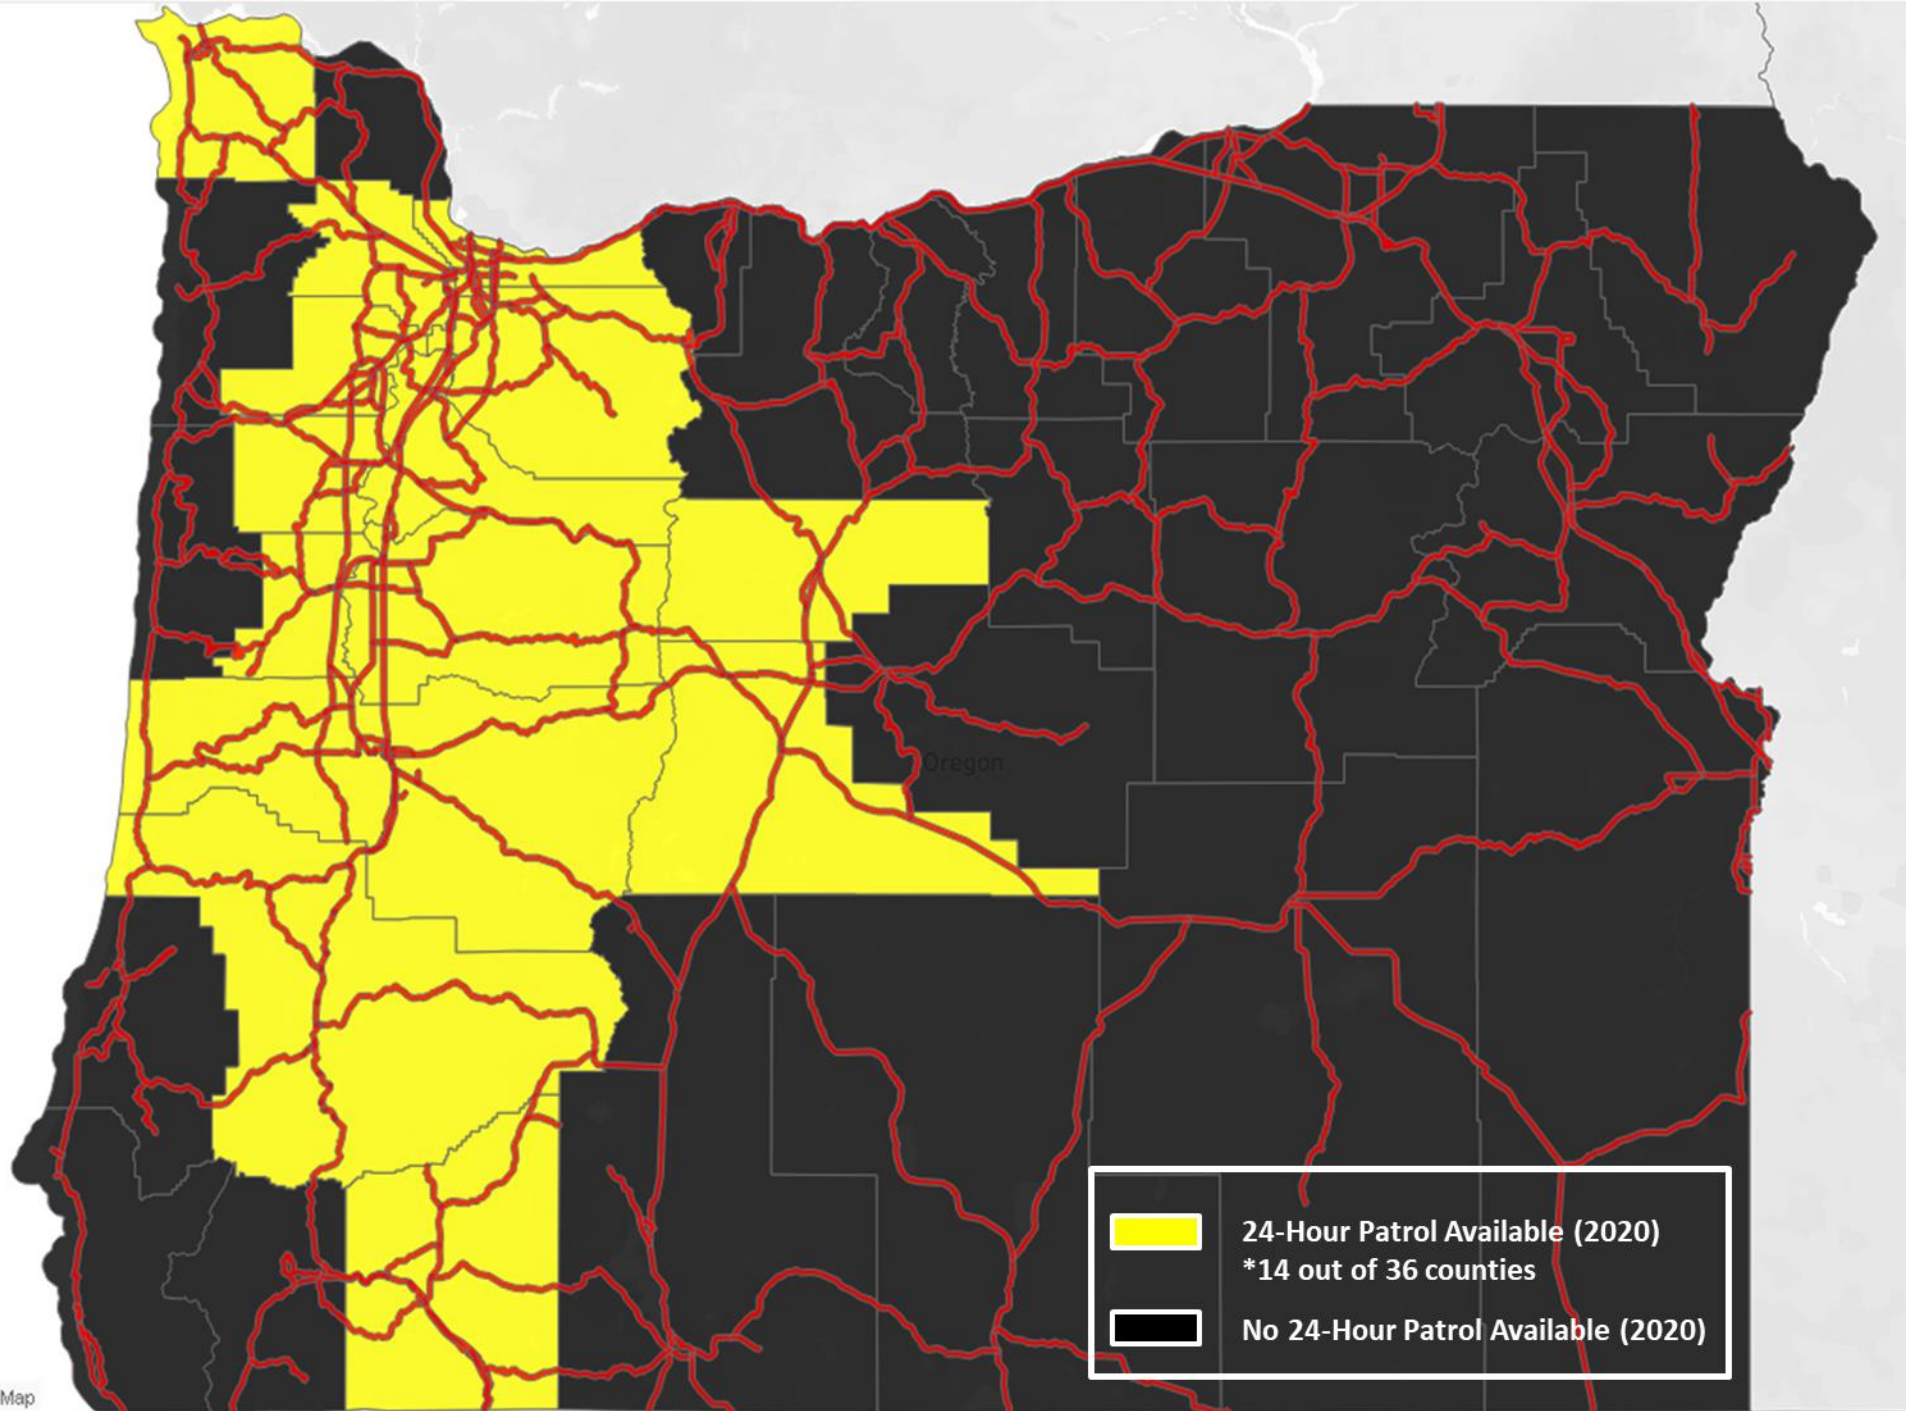 Oregon
24-Hour Patrol Available (2020)
*14 out of 36 counties
No 24-Hour Patrol Available (2020)
Map